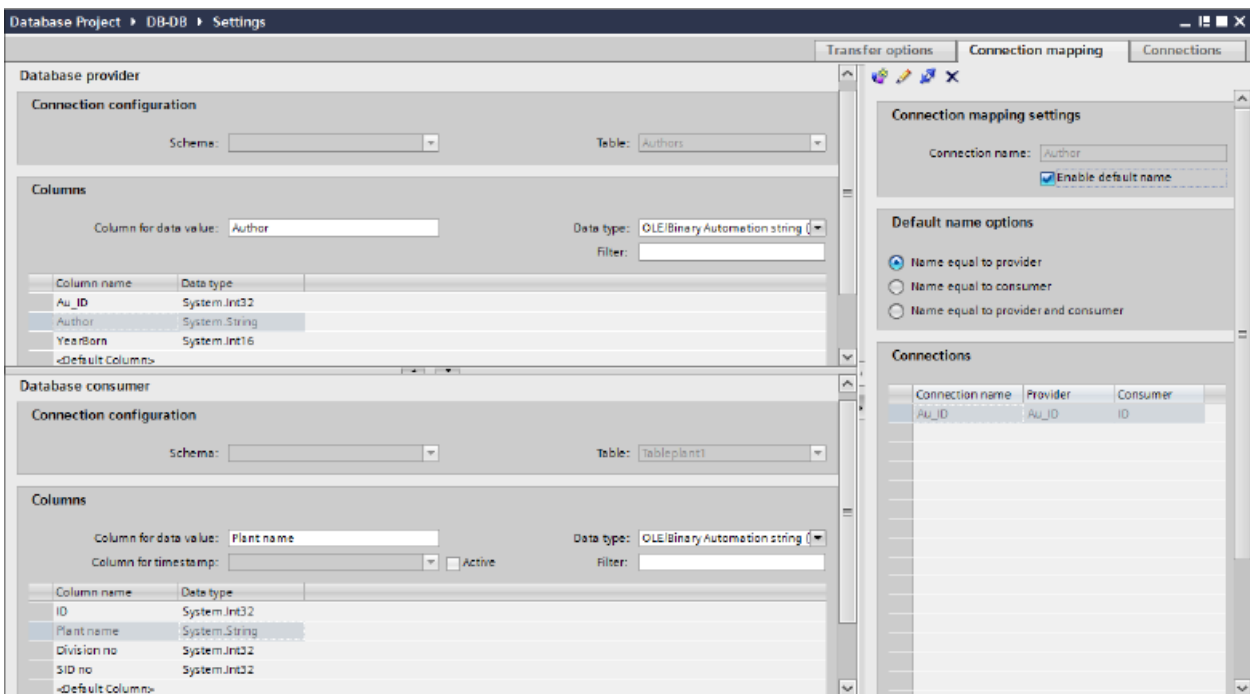 Database Project ▸ DB-DB ▸ Settings
Transfer options Connection mapping Connections
Database provider
Connection configuration
Schema: Table: Authors
Columns
Column for data value: Author Data type: OLE/Binary Automation string (
Filter:
Column name Data type
Au_ID System.Int32
Author System.String
YearBorn System.Int16
<Default Column>
Database consumer
Connection configuration
Schema: Table: Tableplant1
Columns
Column for data value: Plant name Data type: OLE/Binary Automation string (
Column for timestamp: Active Filter:
Column name Data type
ID System.Int32
Plant name System.String
Division no System.Int32
SID no System.Int32
<Default Column>
Connection mapping settings
Connection name: Author
Enable default name
Default name options
Name equal to provider
Name equal to consumer
Name equal to provider and consumer
Connections
Connection name Provider Consumer
Au_ID Au_ID ID